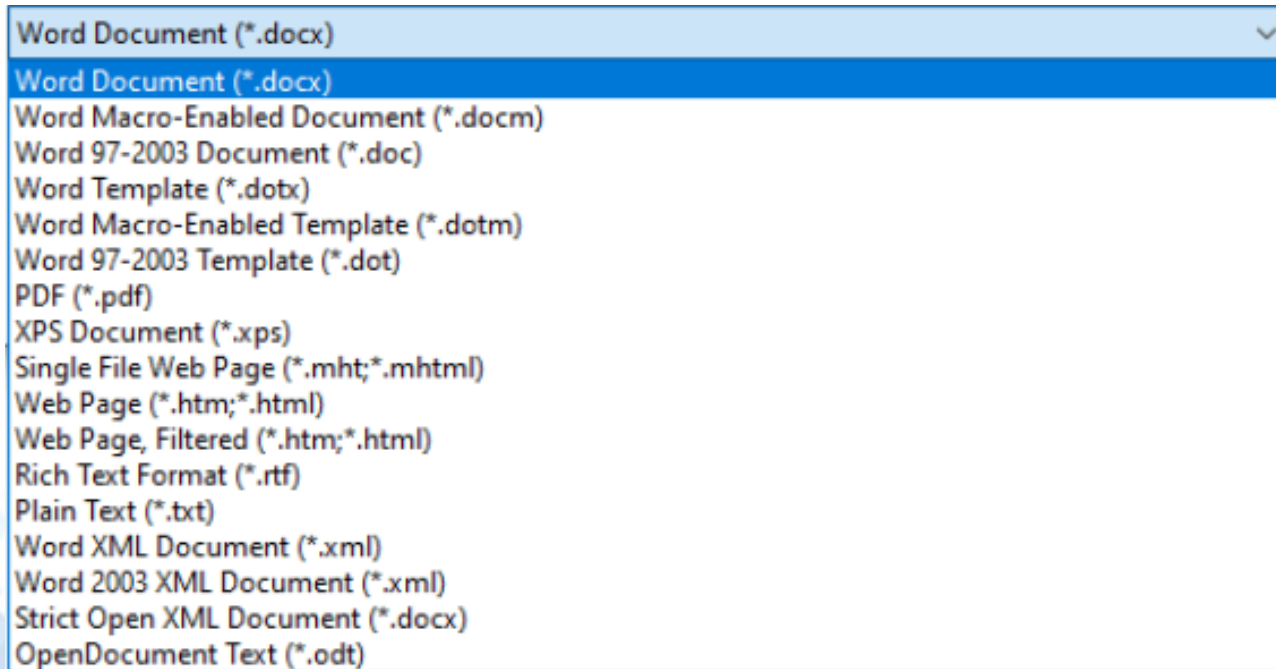 Word Document (*.docx)
Word Document (*.docx)
Word Macro-Enabled Document (*.docm)
Word 97-2003 Document (*.doc)
Word Template (*.dotx)
Word Macro-Enabled Template (*.dotm)
Word 97-2003 Template (*.dot)
PDF (*.pdf)
XPS Document (*.xps)
Single File Web Page (*.mht;*.mhtml)
Web Page (*.htm;*.html)
Web Page, Filtered (*.htm;*.html)
Rich Text Format (*.rtf)
Plain Text (*.txt)
Word XML Document (*.xml)
Word 2003 XML Document (*.xml)
Strict Open XML Document (*.docx)
OpenDocument Text (*.odt)